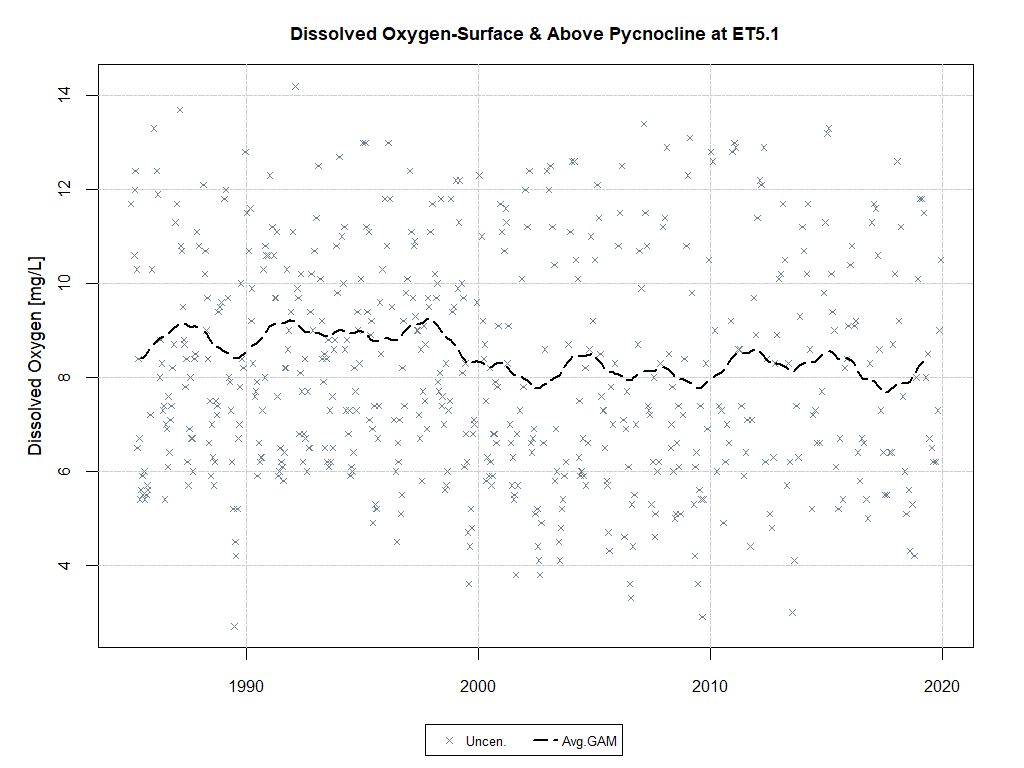 Dissolved Oxygen-Surface & Above Pycnocline at ET5.1
Dissolved Oxygen [mg/L]
14
12
10
8
6
4
1990 2000 2010 2020
Uncen. Avg.GAM